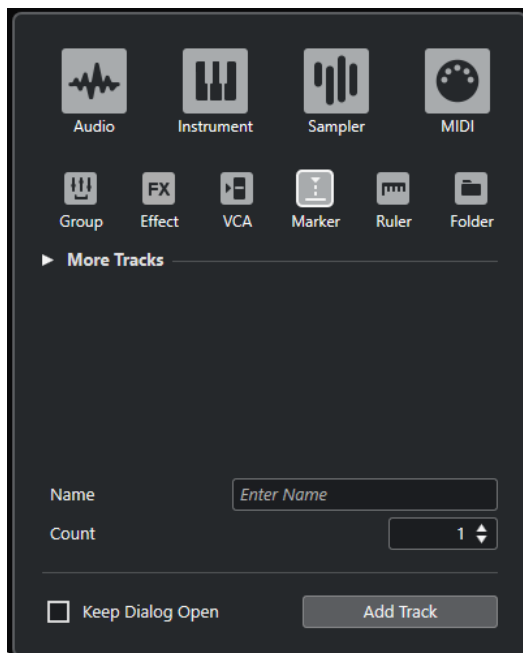 Audio Instrument Sampler MIDI
FX
Group Effect VCA Marker Ruler Folder
More Tracks
Name Enter Name
Count 1
Keep Dialog Open Add Track